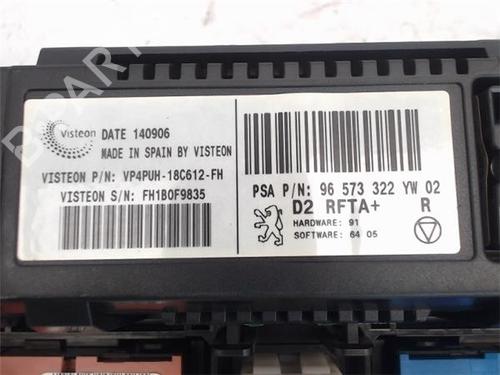 Visteon DATE 140906
MADE IN SPAIN BY VISTEON
VISTEON P/N: VP4PUH-18C612-FH
VISTEON S/N: FH1B0F9835
PSA P/N: 96 573 322 YW 02
D2 RFTA+ R
HARDWARE: 91
SOFTWARE: 64 05